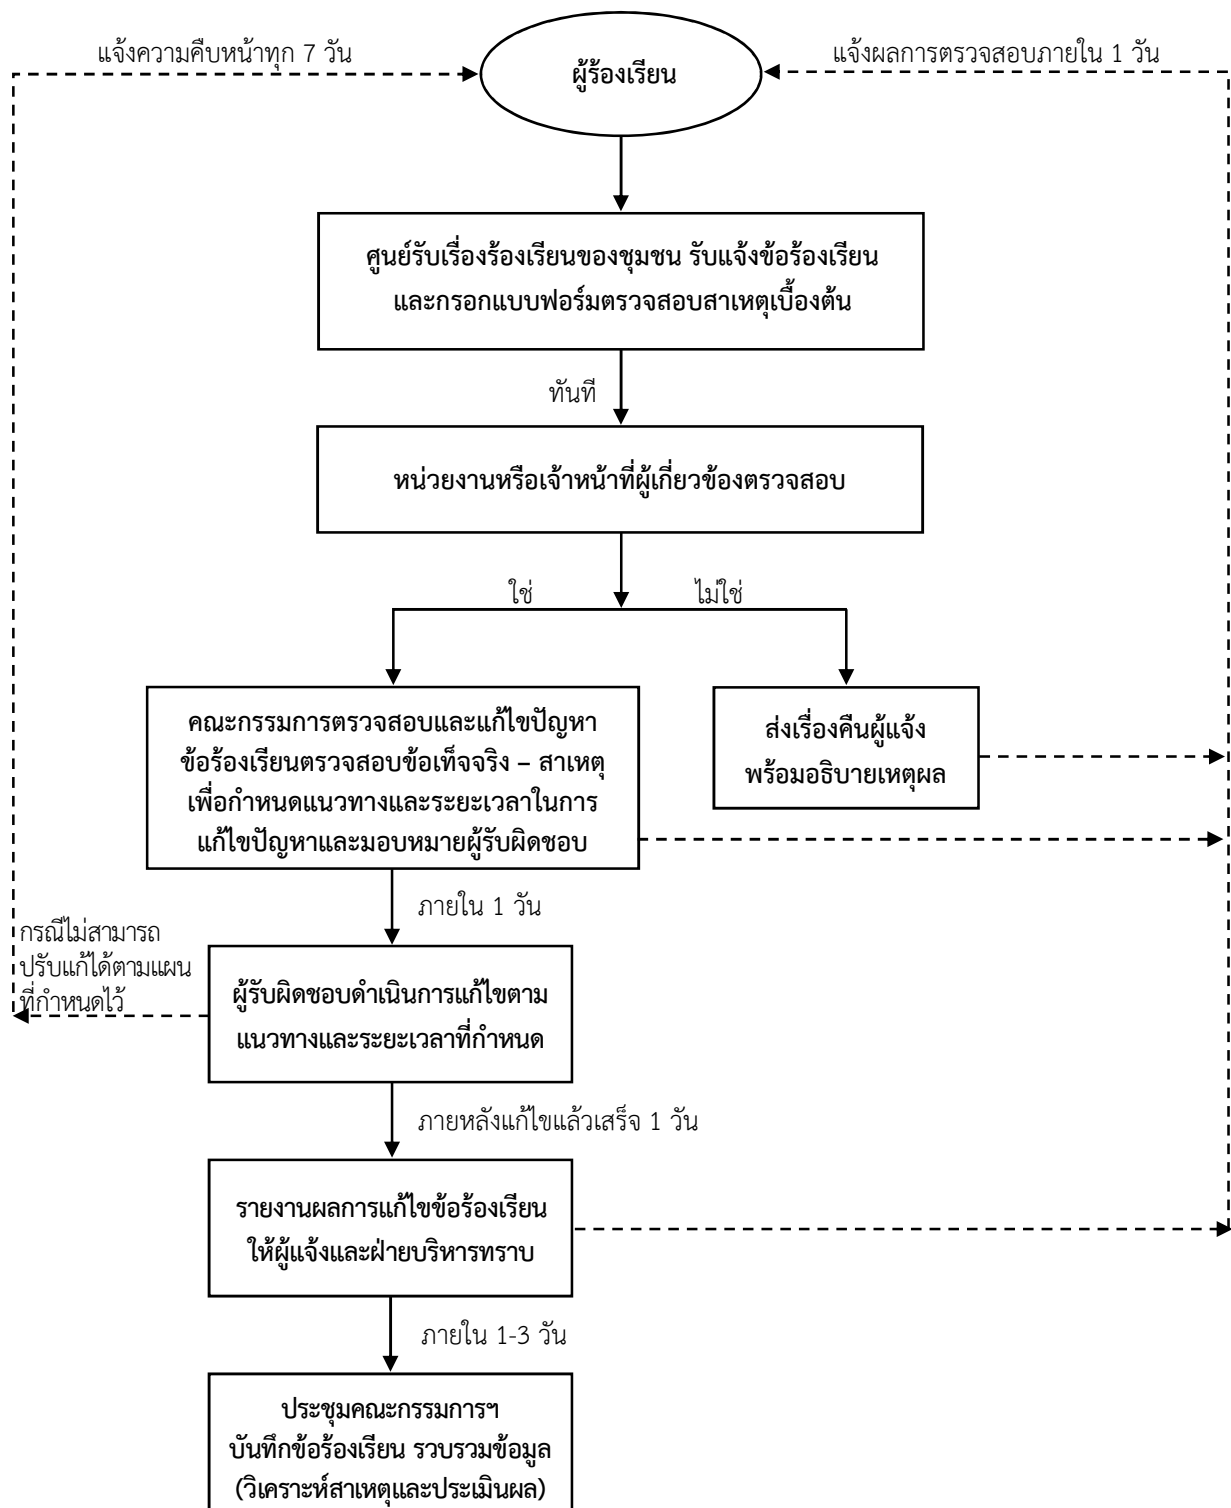 แจ้งความคืบหน้าทุก 7 วัน
ผู้ร้องเรียน
แจ้งผลการตรวจสอบภายใน 1 วัน
ศูนย์รับเรื่องร้องเรียนของชุมชน รับแจ้งข้อร้องเรียน
และกรอกแบบฟอร์มตรวจสอบสาเหตุเบื้องต้น
ทันที
หน่วยงานหรือเจ้าหน้าที่ผู้เกี่ยวข้องตรวจสอบ
ใช่
ไม่ใช่
คณะกรรมการตรวจสอบและแก้ไขปัญหา
ข้อร้องเรียนตรวจสอบข้อเท็จจริง – สาเหตุ
เพื่อกำหนดแนวทางและระยะเวลาในการ
แก้ไขปัญหาและมอบหมายผู้รับผิดชอบ
ส่งเรื่องคืนผู้แจ้ง
พร้อมอธิบายเหตุผล
ภายใน 1 วัน
กรณีไม่สามารถ
ปรับแก้ได้ตามแผน
ที่กำหนดไว้
ผู้รับผิดชอบดำเนินการแก้ไขตาม
แนวทางและระยะเวลาที่กำหนด
ภายหลังแก้ไขแล้วเสร็จ 1 วัน
รายงานผลการแก้ไขข้อร้องเรียน
ให้ผู้แจ้งและฝ่ายบริหารทราบ
ภายใน 1-3 วัน
ประชุมคณะกรรมการฯ
บันทึกข้อร้องเรียน รวบรวมข้อมูล
(วิเคราะห์สาเหตุและประเมินผล)